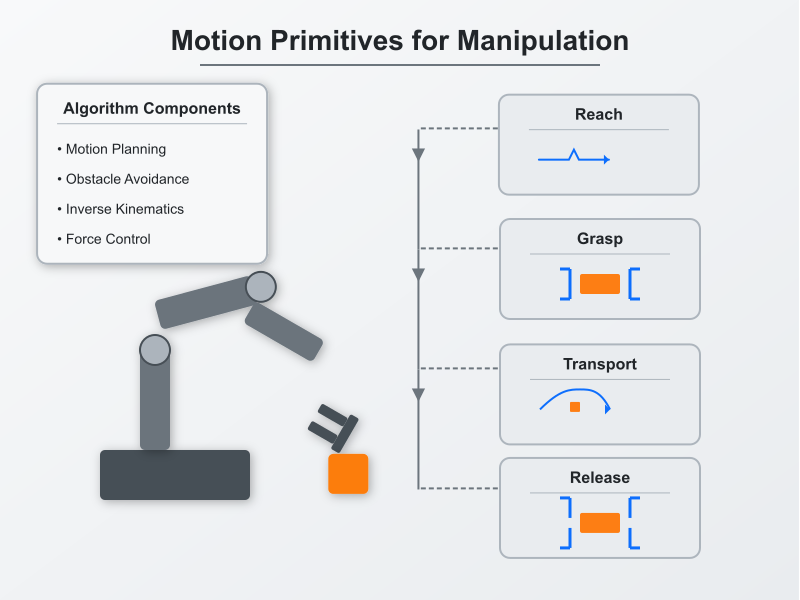 Motion Primitives for Manipulation
Algorithm Components
• Motion Planning
• Obstacle Avoidance
• Inverse Kinematics
• Force Control
Reach
Grasp
Transport
Release